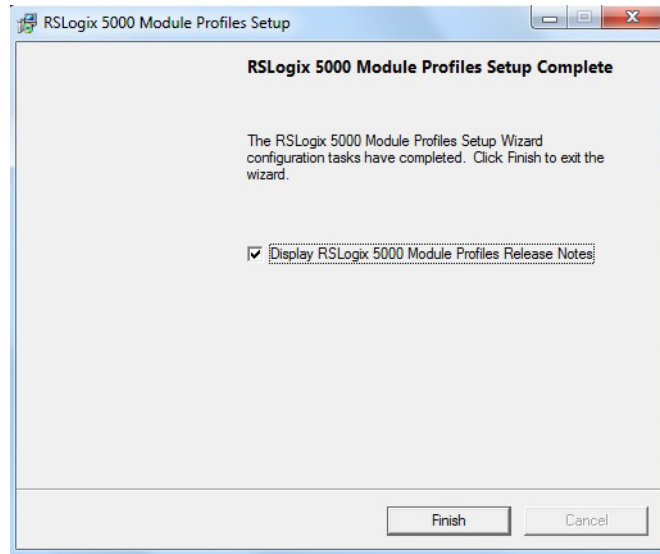 RSLogix 5000 Module Profiles Setup
RSLogix 5000 Module Profiles Setup Complete
The RSLogix 5000 Module Profiles Setup Wizard
configuration tasks have completed. Click Finish to exit the
wizard.
Display RSLogix 5000 Module Profiles Release Notes
Finish
Cancel